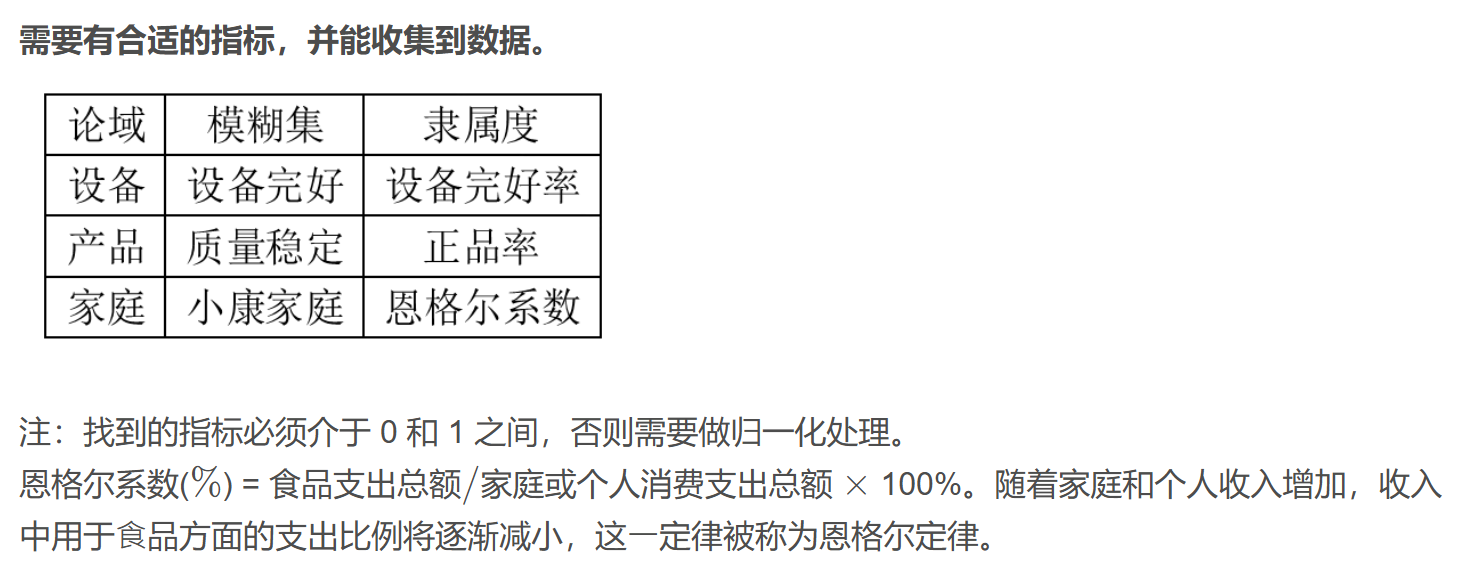 需要有合适的指标，并能收集到数据。
论域 模糊集 隶属度
设备 设备完好 设备完好率
产品 质量稳定 正品率
家庭 小康家庭 恩格尔系数
注：找到的指标必须介于 0 和 1 之间，否则需要做归一化处理。
恩格尔系数(%) = 食品支出总额/家庭或个人消费支出总额 × 100%。随着家庭和个人收入增加，收入
中用于食品方面的支出比例将逐渐减小，这一定律被称为恩格尔定律。